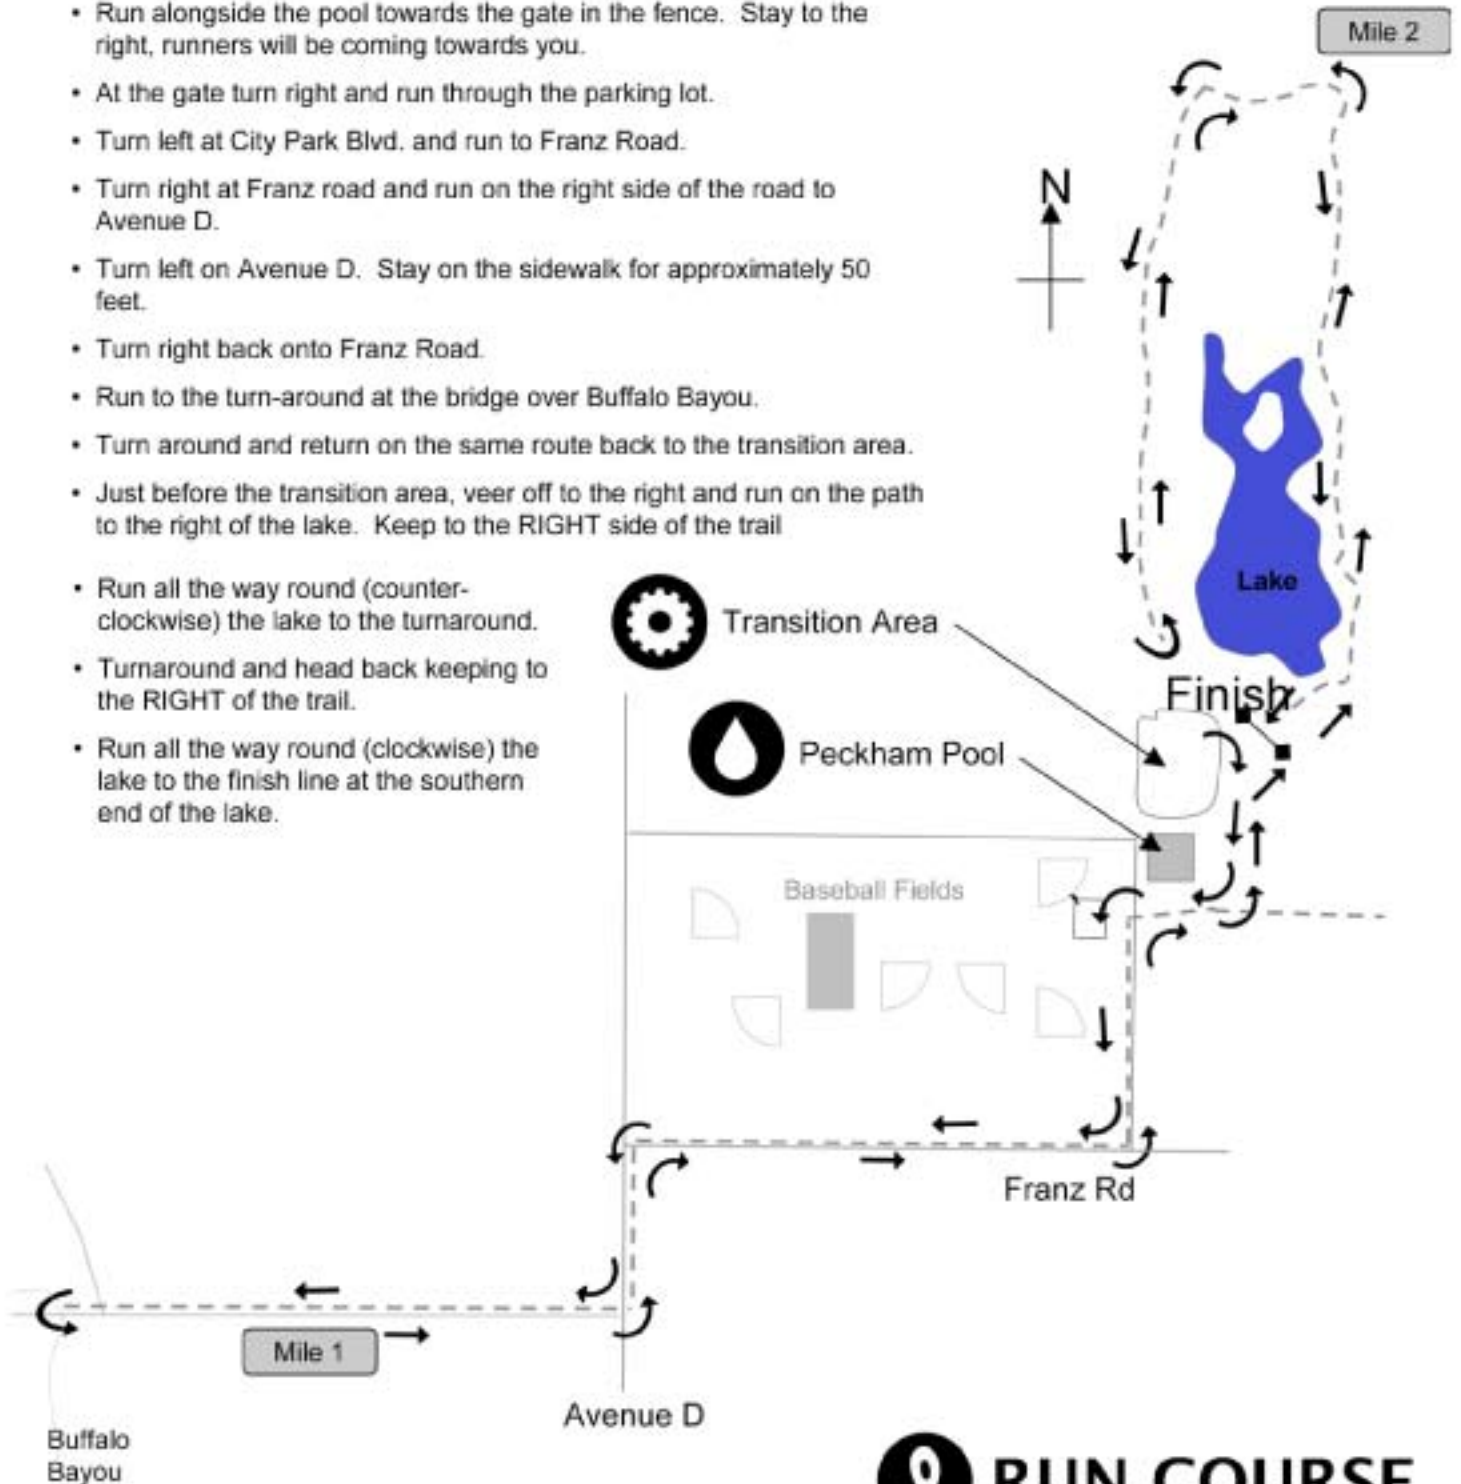 • Run alongside the pool towards the gate in the fence. Stay to the
right, runners will be coming towards you.
• At the gate turn right and run through the parking lot.
• Turn left at City Park Blvd. and run to Franz Road.
• Turn right at Franz road and run on the right side of the road to
Avenue D.
• Turn left on Avenue D. Stay on the sidewalk for approximately 50
feet.
• Turn right back onto Franz Road.
• Run to the turn-around at the bridge over Buffalo Bayou.
• Turn around and return on the same route back to the transition area.
• Just before the transition area, veer off to the right and run on the path
to the right of the lake. Keep to the RIGHT side of the trail
• Run all the way round (counter-
clockwise) the lake to the turnaround.
• Turnaround and head back keeping to
the RIGHT of the trail.
• Run all the way round (clockwise) the
lake to the finish line at the southern
end of the lake.
Mile 2
N
Lake
Transition Area
Finish
Peckham Pool
Baseball Fields
Franz Rd
Mile 1
Avenue D
Buffalo
Bayou
RUN COURSE